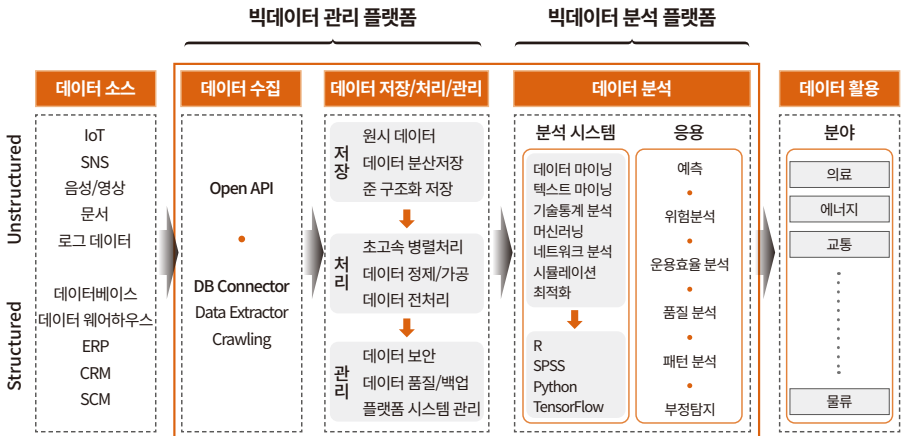 빅데이터 관리 플랫폼
빅데이터 분석 플랫폼
데이터 소스
데이터 수집
데이터 저장/처리/관리
데이터 분석
데이터 활용
Unstructured
IoT
SNS
음성/영상
문서
로그 데이터
Structured
데이터베이스
데이터 웨어하우스
ERP
CRM
SCM
Open API
DB Connector
Data Extractor
Crawling
저장
원시 데이터
데이터 분산저장
준 구조화 저장
처리
초고속 병렬처리
데이터 정제/가공
데이터 전처리
관리
데이터 보안
데이터 품질/백업
플랫폼 시스템 관리
분석 시스템
데이터 마이닝
텍스트 마이닝
기술통계 분석
머신러닝
네트워크 분석
시뮬레이션
최적화
R
SPSS
Python
TensorFlow
응용
예측
위험분석
운용효율 분석
품질 분석
패턴 분석
부정탐지
분야
의료
에너지
교통
물류